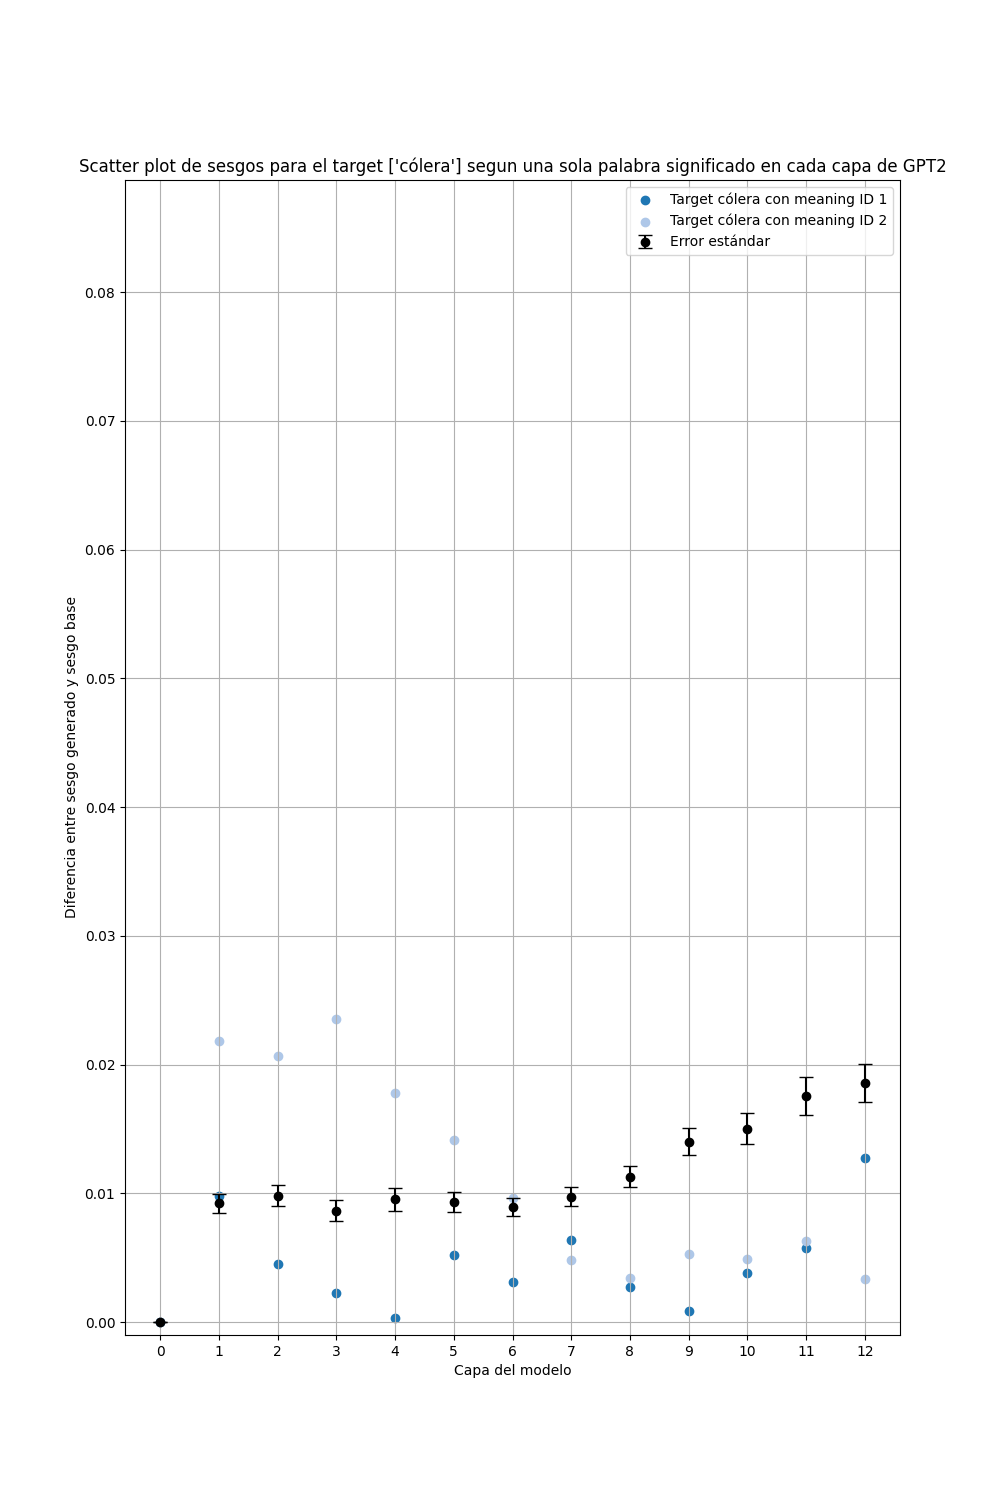 Scatter plot de sesgos para el target ['cólera'] segun una sola palabra significado en cada capa de GPT2
Target cólera con meaning ID 1
Target cólera con meaning ID 2
Error estándar
0.08
0.07
0.06
0.05
0.04
0.03
0.02
0.01
0.00
Diferencia entre sesgo generado y sesgo base
0 1 2 3 4 5 6 7 8 9 10 11 12
Capa del modelo